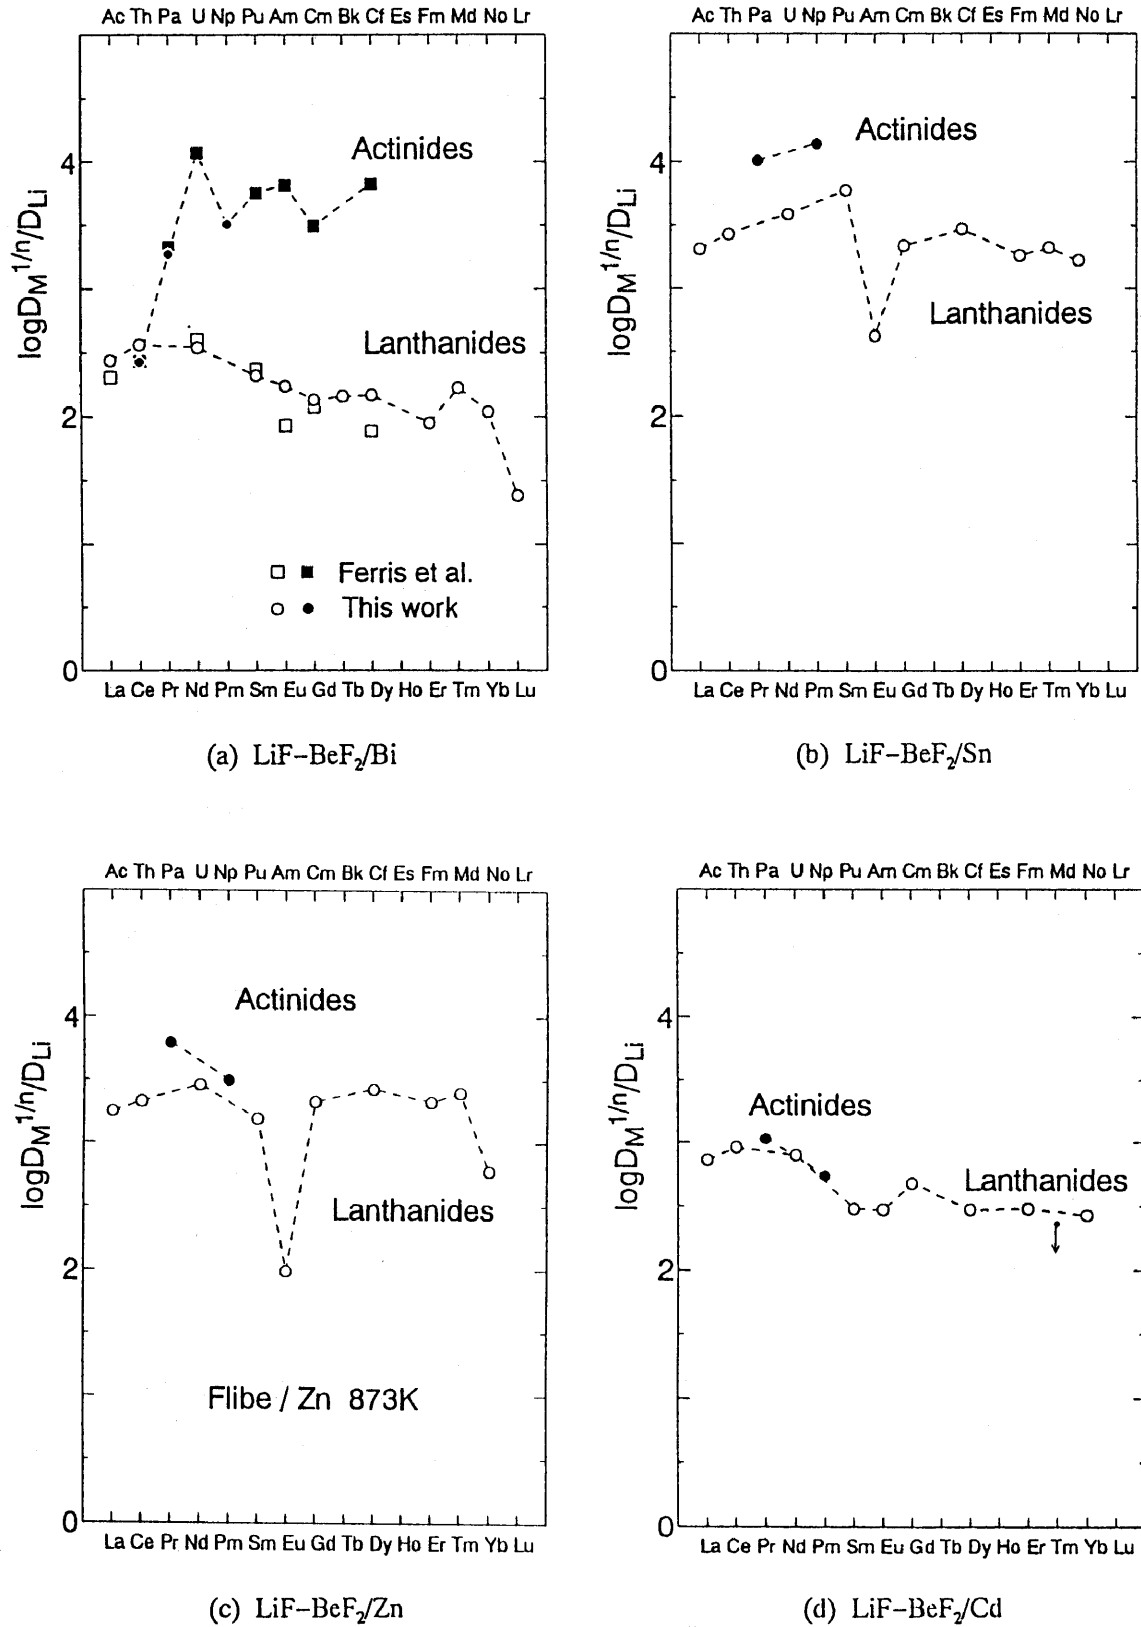 Ac Th Pa U Np Pu Am Cm Bk Cf Es Fm Md No Lr
4
Actinides
logD_M^{1/n}/D_Li
Lanthanides
2
Ferris et al.
This work
0
La Ce Pr Nd Pm Sm Eu Gd Tb Dy Ho Er Tm Yb Lu
(a) LiF–BeF₂/Bi
Ac Th Pa U Np Pu Am Cm Bk Cf Es Fm Md No Lr
Actinides
4
logD_M^{1/n}/D_Li
Lanthanides
2
0
La Ce Pr Nd Pm Sm Eu Gd Tb Dy Ho Er Tm Yb Lu
(b) LiF–BeF₂/Sn
Ac Th Pa U Np Pu Am Cm Bk Cf Es Fm Md No Lr
Actinides
4
logD_M^{1/n}/D_Li
Lanthanides
2
Flibe / Zn 873K
0
La Ce Pr Nd Pm Sm Eu Gd Tb Dy Ho Er Tm Yb Lu
(c) LiF–BeF₂/Zn
Ac Th Pa U Np Pu Am Cm Bk Cf Es Fm Md No Lr
4
logD_M^{1/n}/D_Li
Actinides
Lanthanides
2
0
La Ce Pr Nd Pm Sm Eu Gd Tb Dy Ho Er Tm Yb Lu
(d) LiF–BeF₂/Cd